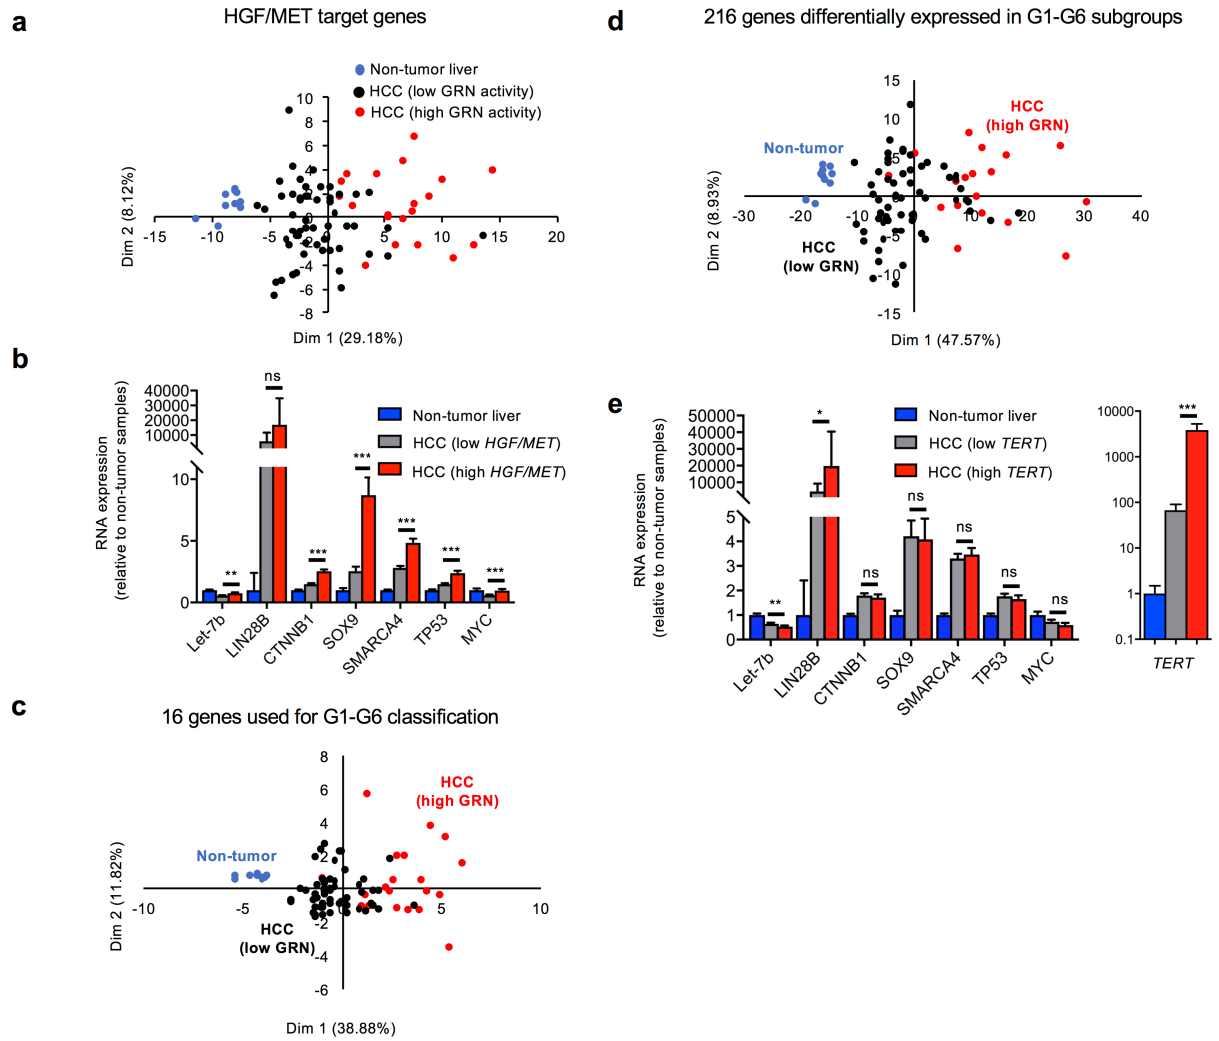 a
HGF/MET target genes
Non-tumor liver
HCC (low GRN activity)
HCC (high GRN activity)
10
8
6
4
2
0
-2
-4
-6
-8
-15
-10
-5
0
5
10
15
20
Dim 2 (8.12%)
Dim 1 (29.18%)
b
RNA expression
(relative to non-tumor samples)
40000
30000
20000
10000
10
5
0
ns
**
***
***
***
***
***
Non-tumor liver
HCC (low HGF/MET)
HCC (high HGF/MET)
Let-7b
LIN28B
CTNNB1
SOX9
SMARCA4
TP53
MYC
c
16 genes used for G1-G6 classification
8
6
4
2
-2
-4
-6
-10
-5
0
5
10
Non-tumor
HCC
(high GRN)
HCC
(low GRN)
Dim 2 (11.82%)
Dim 1 (38.88%)
d
216 genes differentially expressed in G1-G6 subgroups
15
10
5
-5
-10
-15
-30
-20
-10
0
10
20
30
40
Non-tumor
HCC
(high GRN)
HCC
(low GRN)
Dim 2 (8.93%)
Dim 1 (47.57%)
e
RNA expression
(relative to non-tumor samples)
50000
40000
30000
20000
10000
5
4
3
2
1
0
*
**
ns
ns
ns
ns
ns
Non-tumor liver
HCC (low TERT)
HCC (high TERT)
Let-7b
LIN28B
CTNNB1
SOX9
SMARCA4
TP53
MYC
10000
1000
100
10
1
0.1
***
TERT